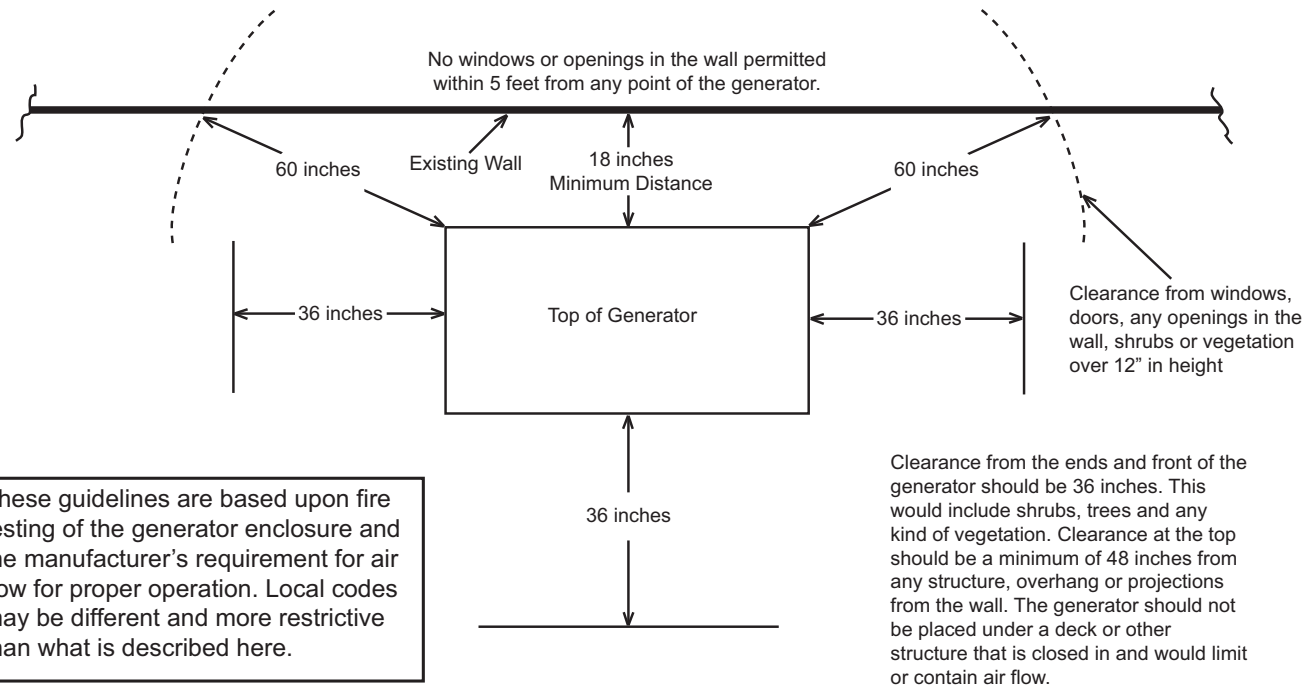 No windows or openings in the wall permitted
within 5 feet from any point of the generator.
60 inches
Existing Wall
18 inches
Minimum Distance
60 inches
36 inches
Top of Generator
36 inches
Clearance from windows,
doors, any openings in the
wall, shrubs or vegetation
over 12” in height
36 inches
hese guidelines are based upon fire
esting of the generator enclosure and
he manufacturer’s requirement for air
ow for proper operation. Local codes
may be different and more restrictive
han what is described here.
Clearance from the ends and front of the
generator should be 36 inches. This
would include shrubs, trees and any
kind of vegetation. Clearance at the top
should be a minimum of 48 inches from
any structure, overhang or projections
from the wall. The generator should not
be placed under a deck or other
structure that is closed in and would limit
or contain air flow.